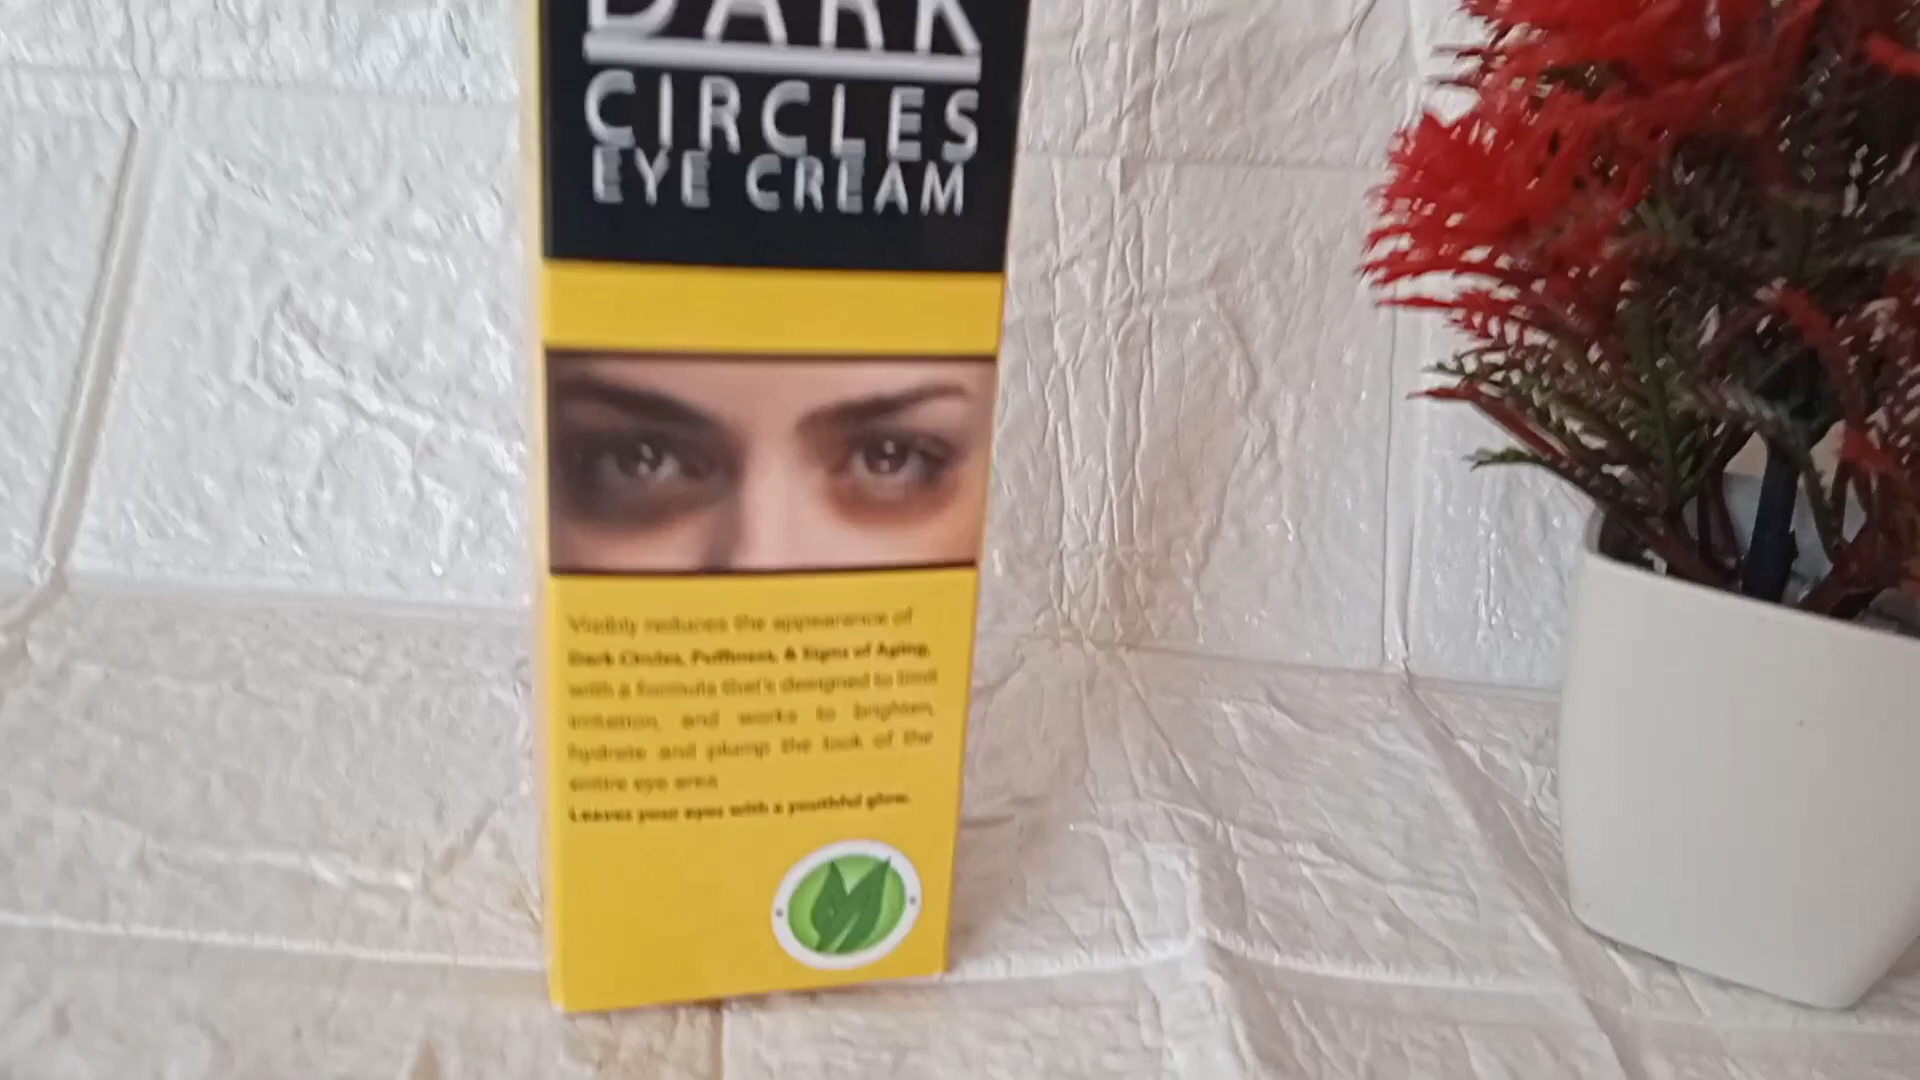 DARK
CIRCLES
EYE CREAM
Visibly reduces the appearance of
Dark Circles, Puffiness, & Signs of Aging,
with a formula that's designed to limit
irritation, and works to brighten,
hydrate and plump the look of the
entire eye area
Leaves your eyes with a youthful glow.